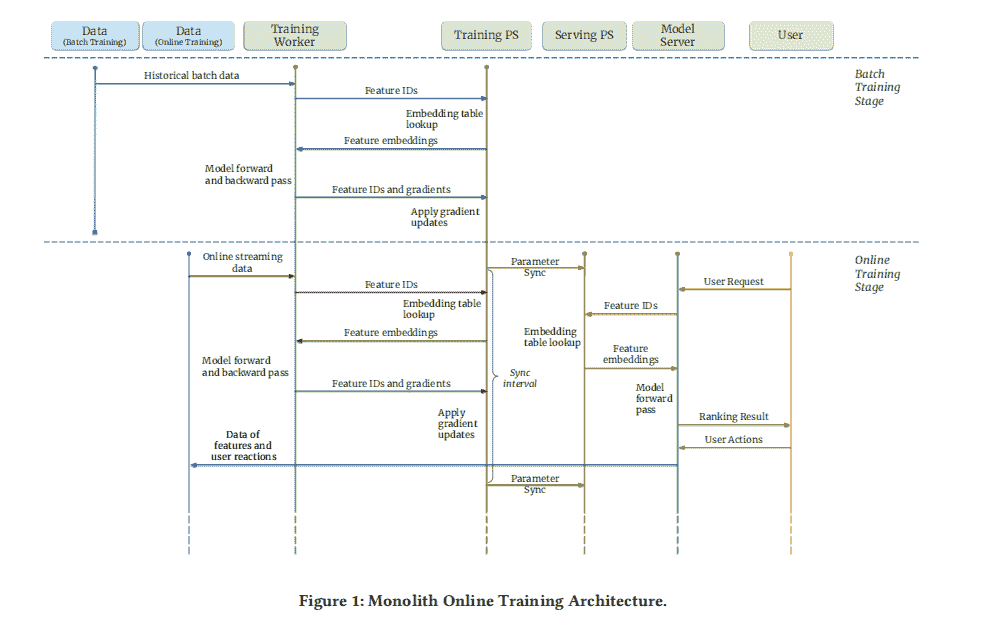 Data
(Batch Training)
Data
(Online Training)
Training
Worker
Training PS
Serving PS
Model
Server
User
Historical batch data
Batch
Training
Stage
Feature IDs
Embedding table
lookup
Feature embeddings
Model forward
and backward pass
Feature IDs and gradients
Apply gradient
updates
Online streaming
data
Parameter
Sync
Online
Training
Stage
User Request
Feature IDs
Embedding table
lookup
Feature IDs
Feature embeddings
Embedding
table lookup
Feature
embeddings
Model forward
and backward pass
Sync
interval
Feature IDs and gradients
Model
forward
pass
Apply
gradient
updates
Ranking Result
User Actions
Data of
features and
user reactions
Parameter
Sync
Figure 1: Monolith Online Training Architecture.